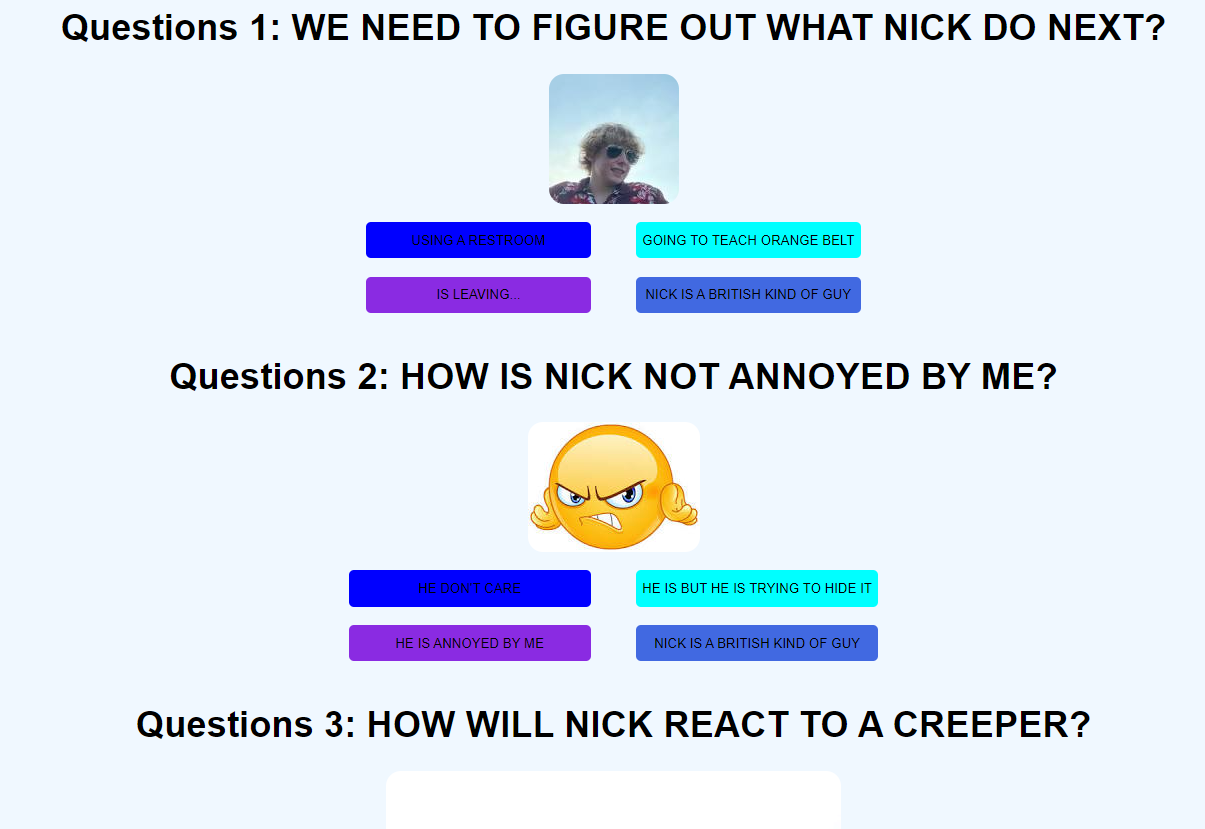 Questions 1: WE NEED TO FIGURE OUT WHAT NICK DO NEXT?
USING A RESTROOM
GOING TO TEACH ORANGE BELT
IS LEAVING...
NICK IS A BRITISH KIND OF GUY
Questions 2: HOW IS NICK NOT ANNOYED BY ME?
HE DON'T CARE
HE IS BUT HE IS TRYING TO HIDE IT
HE IS ANNOYED BY ME
NICK IS A BRITISH KIND OF GUY
Questions 3: HOW WILL NICK REACT TO A CREEPER?